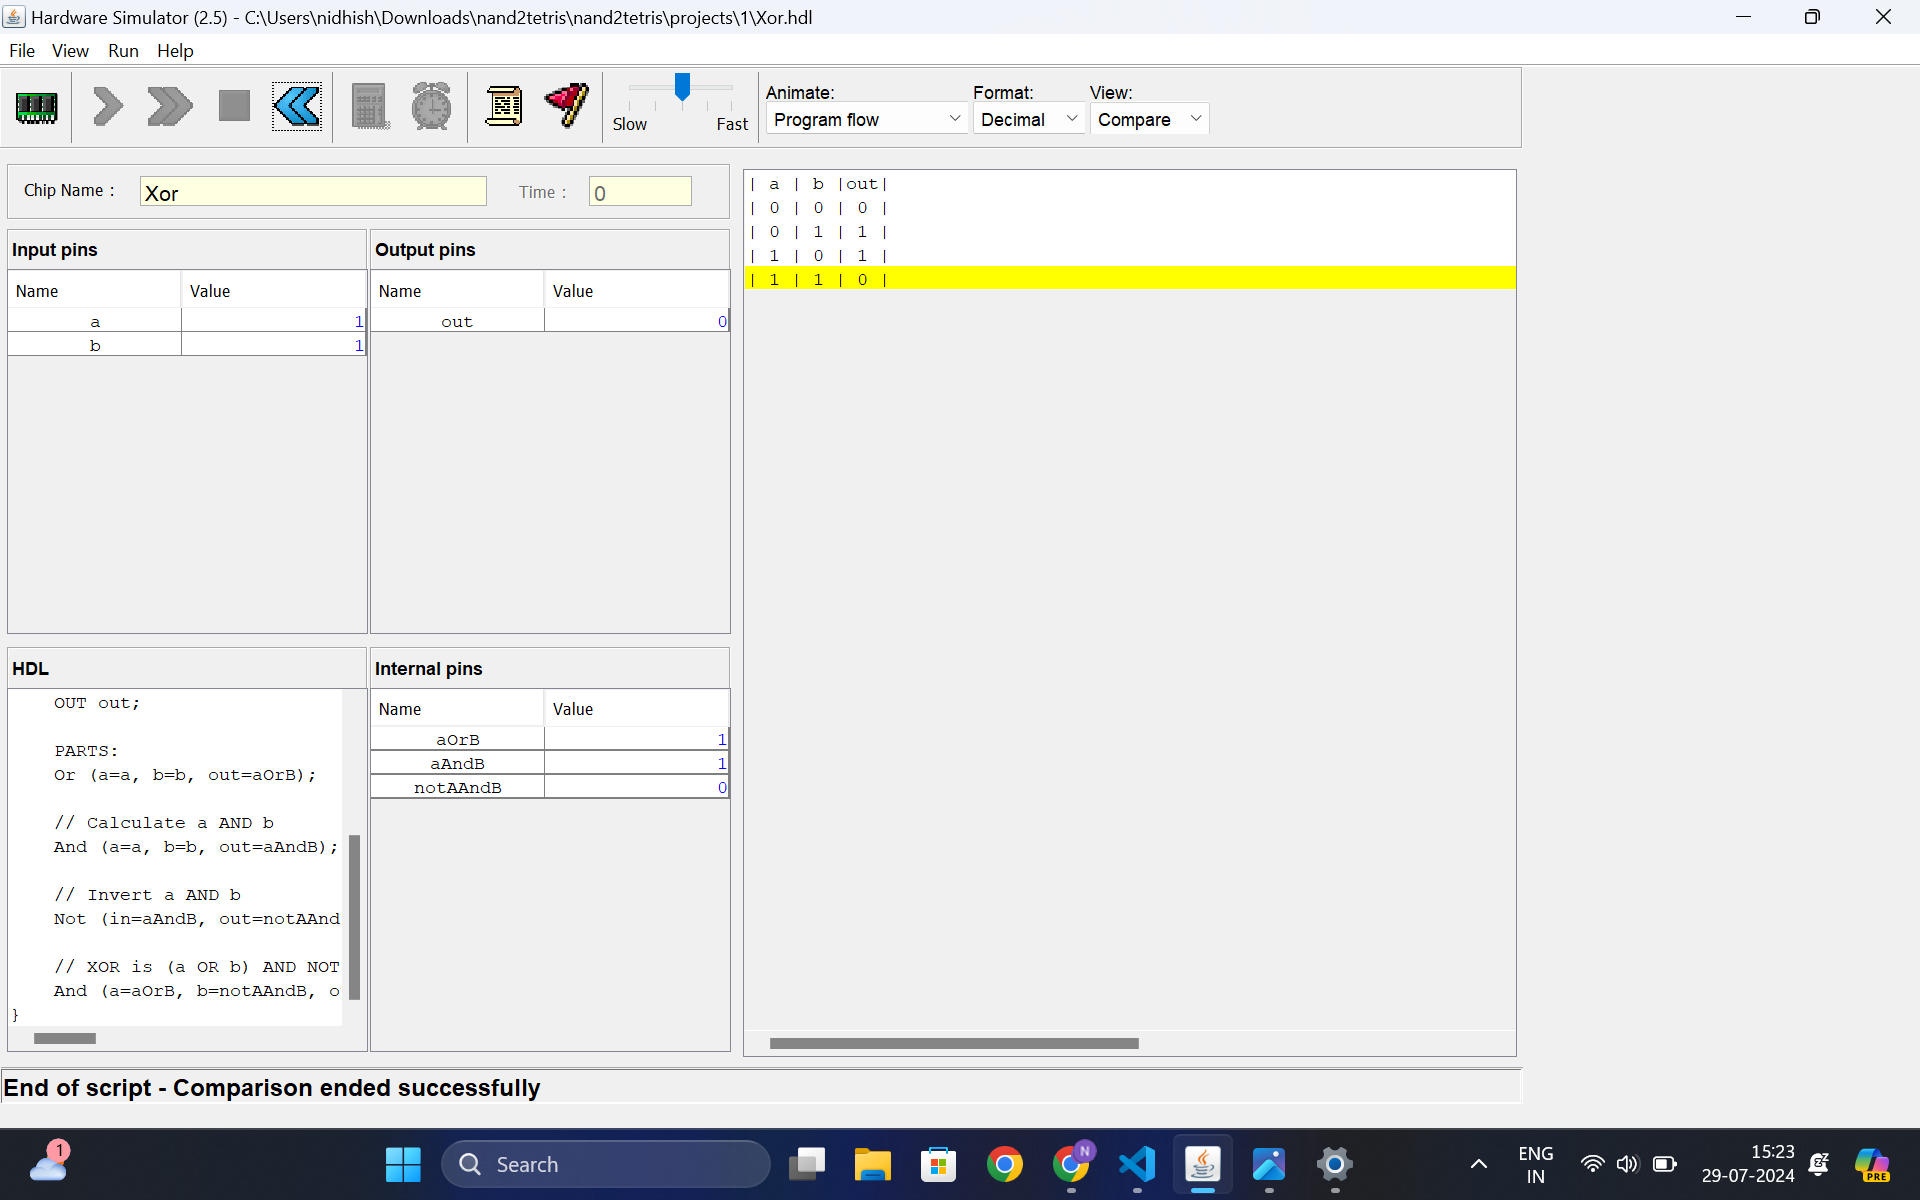 Hardware Simulator (2.5) - C:\Users\nidhish\Downloads\nand2tetris\nand2tetris\projects\1\Xor.hdl
File View Run Help
Slow Fast
Animate: Format: View:
Program flow Decimal Compare
Chip Name : Xor Time : 0
Input pins
Name Value
a 1
b 1
Output pins
Name Value
out 0
| a | b |out|
| 0 | 0 | 0 |
| 0 | 1 | 1 |
| 1 | 0 | 1 |
| 1 | 1 | 0 |
HDL
OUT out;
PARTS:
Or (a=a, b=b, out=aOrB);
// Calculate a AND b
And (a=a, b=b, out=aAndB);
// Invert a AND b
Not (in=aAndB, out=notAAnd
// XOR is (a OR b) AND NOT
And (a=aOrB, b=notAAndB, o
}
Internal pins
Name Value
aOrB 1
aAndB 1
notAAndB 0
End of script - Comparison ended successfully
1
Search
N
ENG
IN
15:23
29-07-2024
PRE